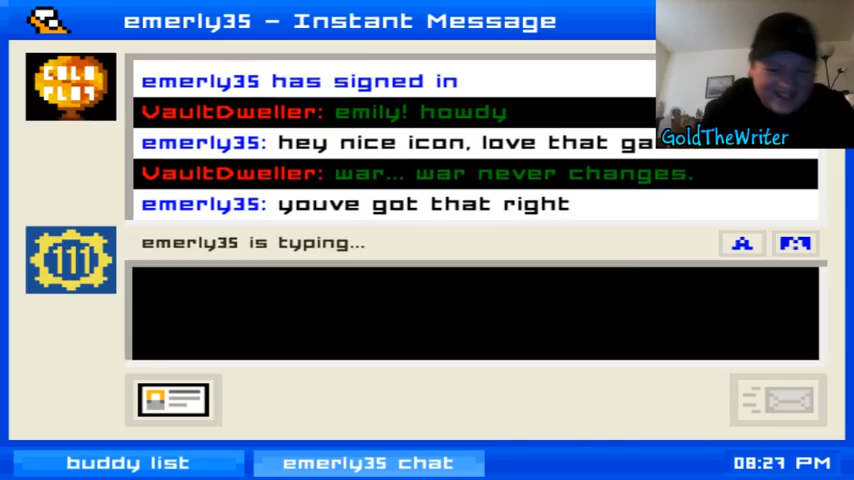 emerly35 - Instant Message
COLD
PLAY
emerly35 has signed in
VaultDweller: emily! howdy
emerly35: hey nice icon, love that
GoldTheWriter
VaultDweller: war... war never changes.
emerly35: youve got that right
emerly35 is typing...
A
111
buddy list
emerly35 chat
08:27 PM